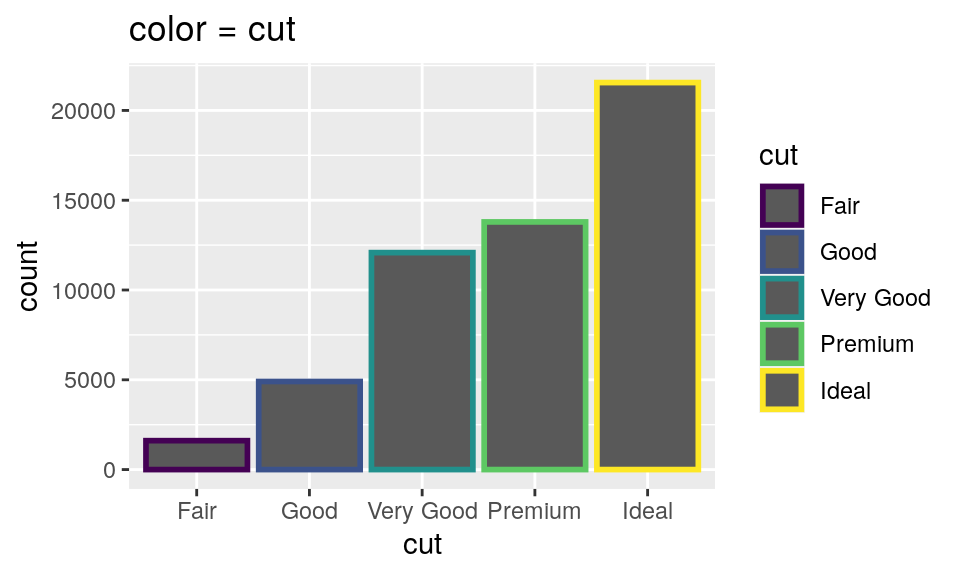 color = cut
count
20000
15000
10000
5000
0
Fair Good Very Good Premium Ideal
cut
cut
Fair
Good
Very Good
Premium
Ideal